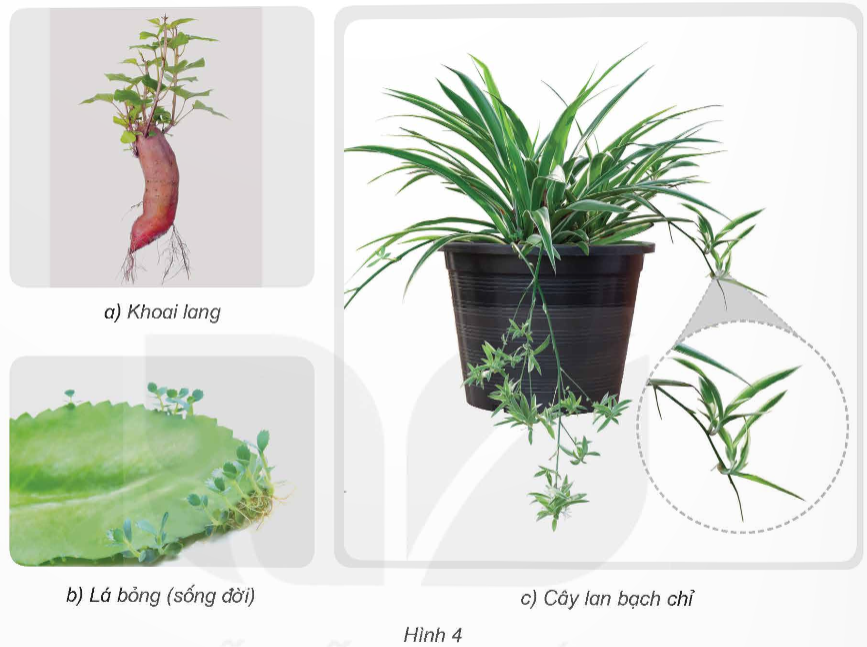 a) Khoai lang
b) Lá bỏng (sống đời)
c) Cây lan bạch chỉ
Hình 4